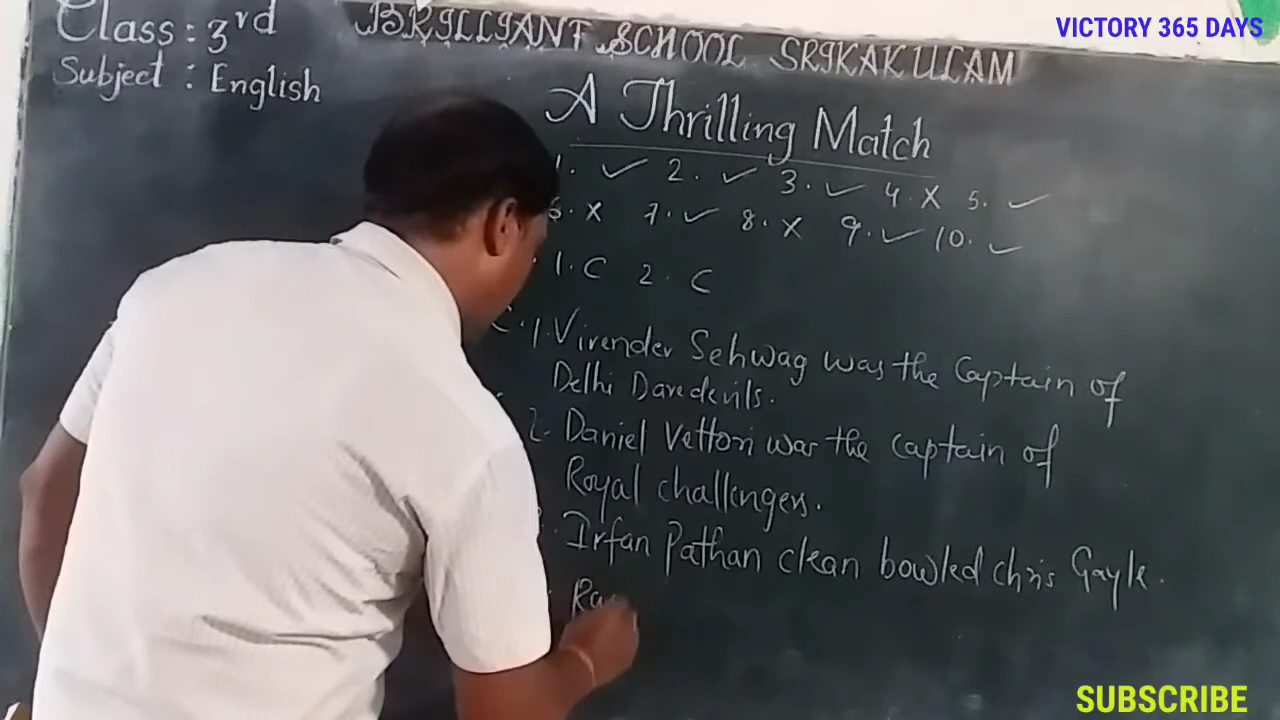 Class : 3rd
BRILLIANT SCHOOL SRIKAKULAM
VICTORY 365 DAYS
Subject : English
A Thrilling Match
1. ✓ 2. ✓ 3. ✓ 4. X 5. ✓
6. X 7. ✓ 8. X 9. ✓ 10. ✓
1. C 2. C
C. 1. Virender Sehwag was the Captain of
Delhi Daredevils.
2. Daniel Vettori was the captain of
Royal challengers.
3. Irfan Pathan clean bowled chris Gayle.
SUBSCRIBE